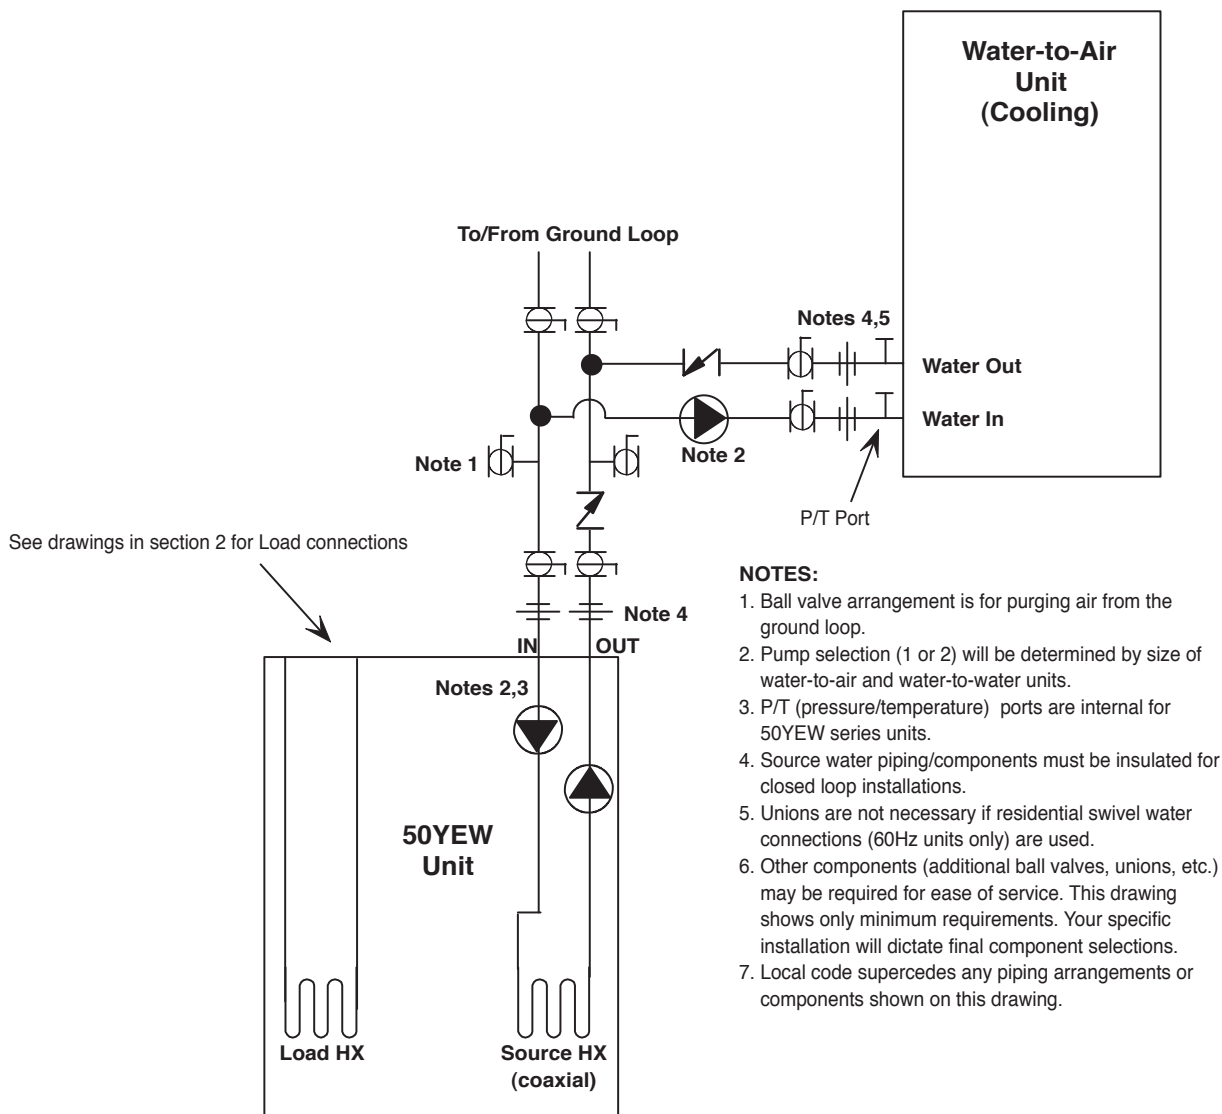 Water-to-Air
Unit
(Cooling)
To/From Ground Loop
Notes 4,5
Water Out
Water In
Note 1
Note 2
P/T Port
See drawings in section 2 for Load connections
Note 4
IN
OUT
Notes 2,3
50YEW
Unit
Load HX
Source HX
(coaxial)
NOTES:
1. Ball valve arrangement is for purging air from the
ground loop.
2. Pump selection (1 or 2) will be determined by size of
water-to-air and water-to-water units.
3. P/T (pressure/temperature) ports are internal for
50YEW series units.
4. Source water piping/components must be insulated for
closed loop installations.
5. Unions are not necessary if residential swivel water
connections (60Hz units only) are used.
6. Other components (additional ball valves, unions, etc.)
may be required for ease of service. This drawing
shows only minimum requirements. Your specific
installation will dictate final component selections.
7. Local code supercedes any piping arrangements or
components shown on this drawing.